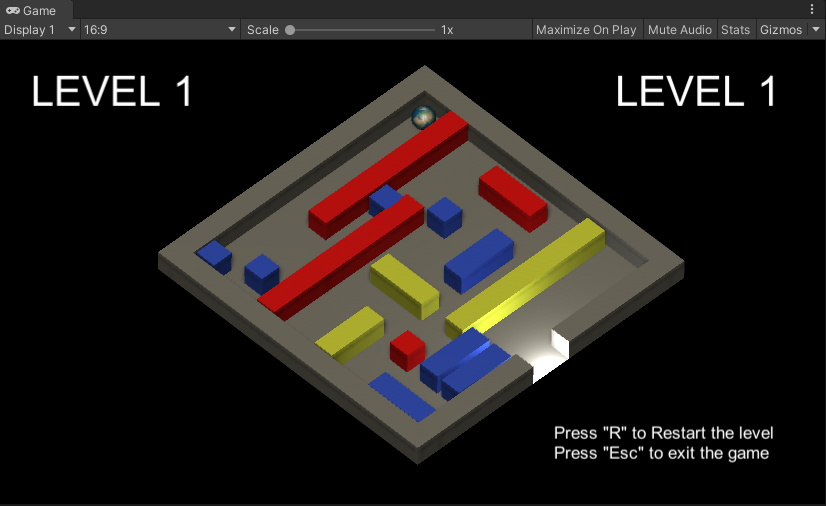 Game
Display 1 16:9 Scale 1x Maximize On Play Mute Audio Stats Gizmos
LEVEL 1 LEVEL 1
Press "R" to Restart the level
Press "Esc" to exit the game